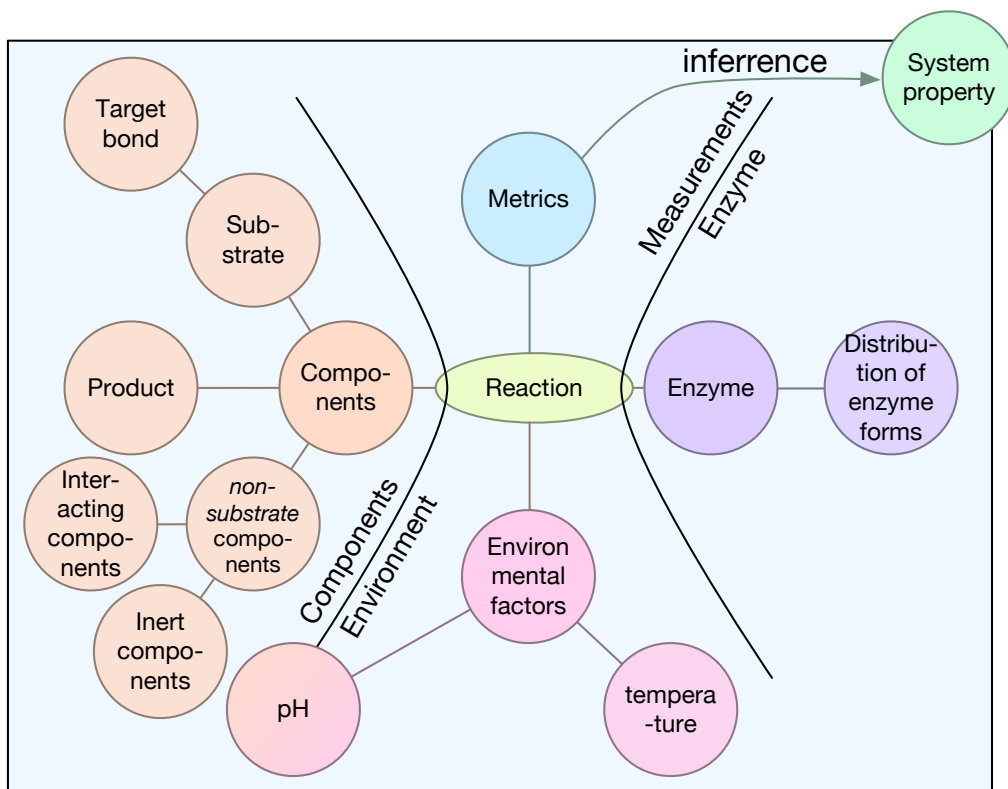 inferrence
System
property
Target
bond
Metrics
Measurements
Enzyme
Sub-
strate
Product
Compo-
nents
Reaction
Enzyme
Distribu-
tion of
enzyme
forms
Inter-
acting
compo-
nents
non-
substrate
compo-
nents
Components
Environment
Environ
mental
factors
Inert
compo-
nents
pH
tempera
-ture